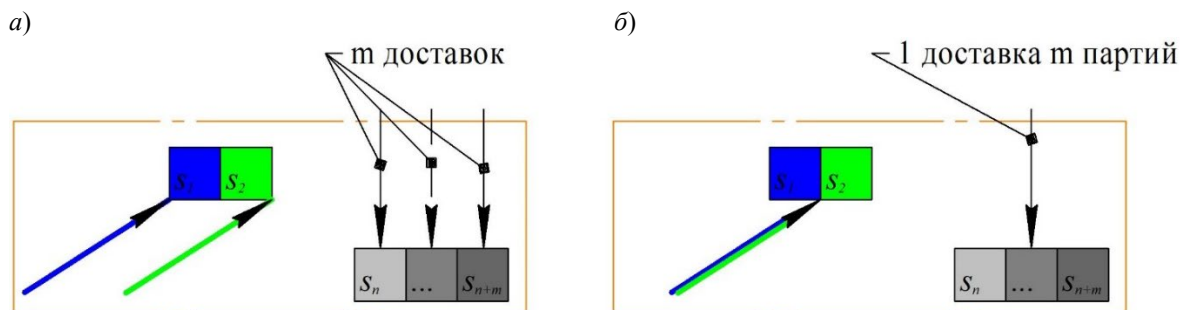 а)
m доставок
s₁ s₂
sₙ ... sₙ₊ₘ
б)
1 доставка m партий
s₁ s₂
sₙ ... sₙ₊ₘ